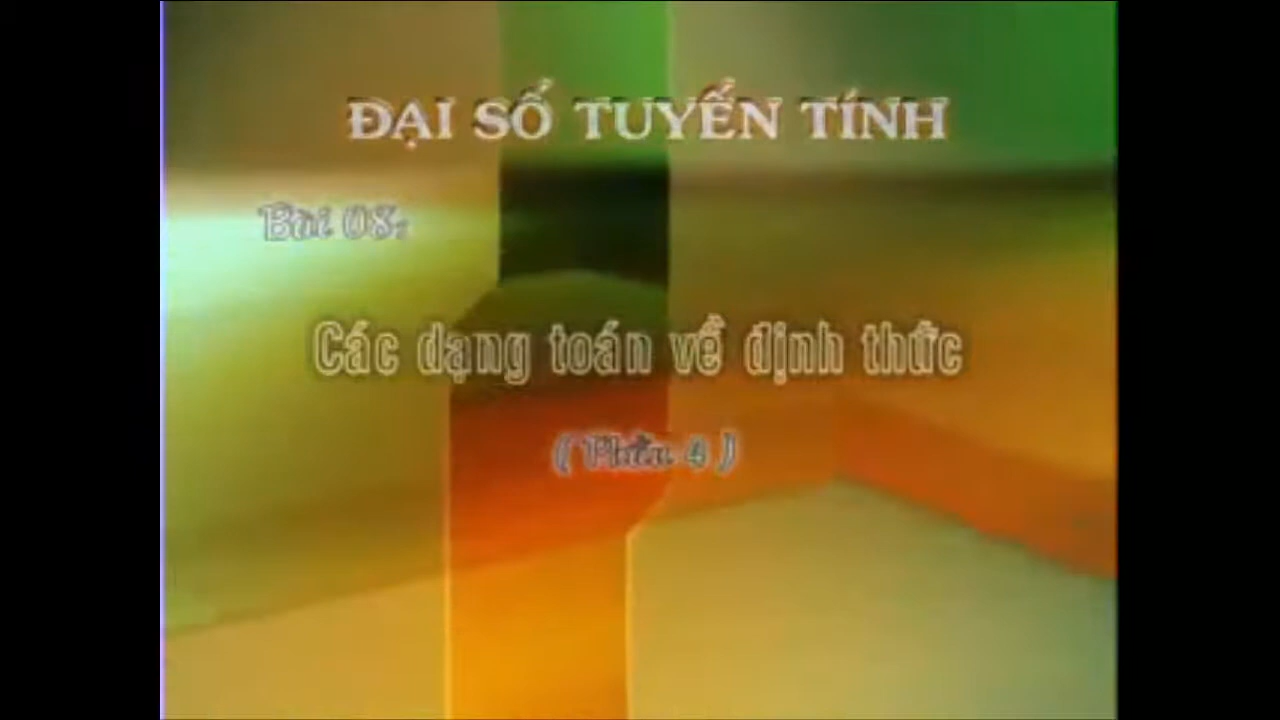 ĐẠI SỐ TUYẾN TÍNH
Bài 08:
Các dạng toán về định thức
( Phần 4 )